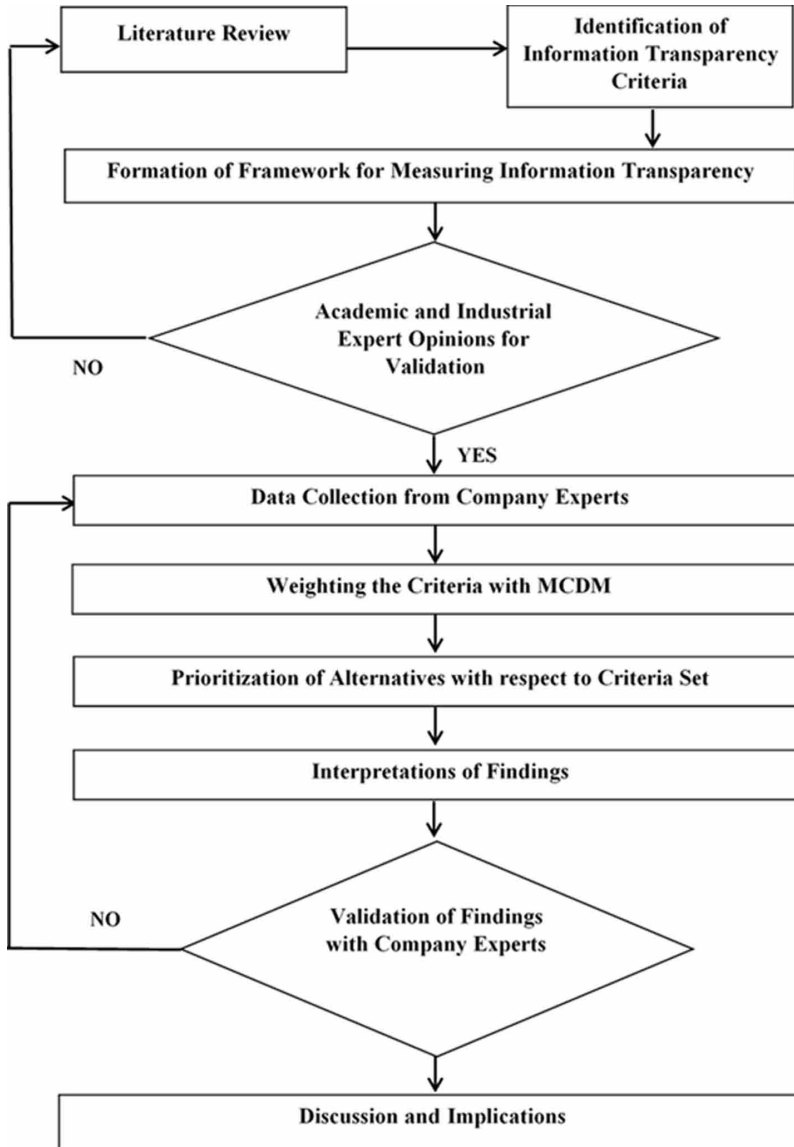 Literature Review
Identification of
Information Transparency
Criteria
Formation of Framework for Measuring Information Transparency
Academic and Industrial
Expert Opinions for
Validation
NO
YES
Data Collection from Company Experts
Weighting the Criteria with MCDM
Prioritization of Alternatives with respect to Criteria Set
Interpretations of Findings
NO
Validation of Findings
with Company Experts
Discussion and Implications